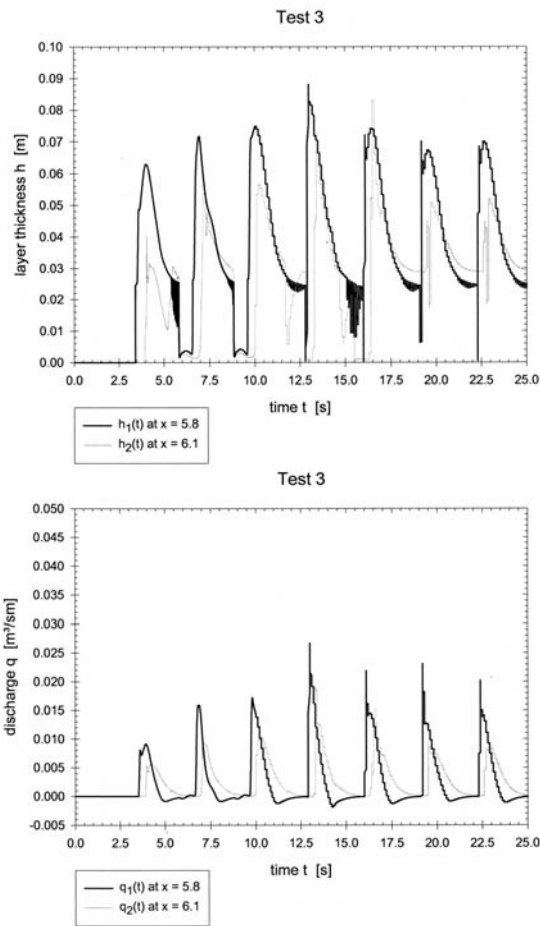 Test 3
0.10
0.09
0.08
0.07
0.06
0.05
0.04
0.03
0.02
0.01
0.00
layer thickness h [m]
0.0 2.5 5.0 7.5 10.0 12.5 15.0 17.5 20.0 22.5 25.0
time t [s]
h1(t) at x = 5.8
h2(t) at x = 6.1
Test 3
0.050
0.045
0.040
0.035
0.030
0.025
0.020
0.015
0.010
0.005
0.000
-0.005
discharge q [m³/sm]
0.0 2.5 5.0 7.5 10.0 12.5 15.0 17.5 20.0 22.5 25.0
time t [s]
q1(t) at x = 5.8
q2(t) at x = 6.1